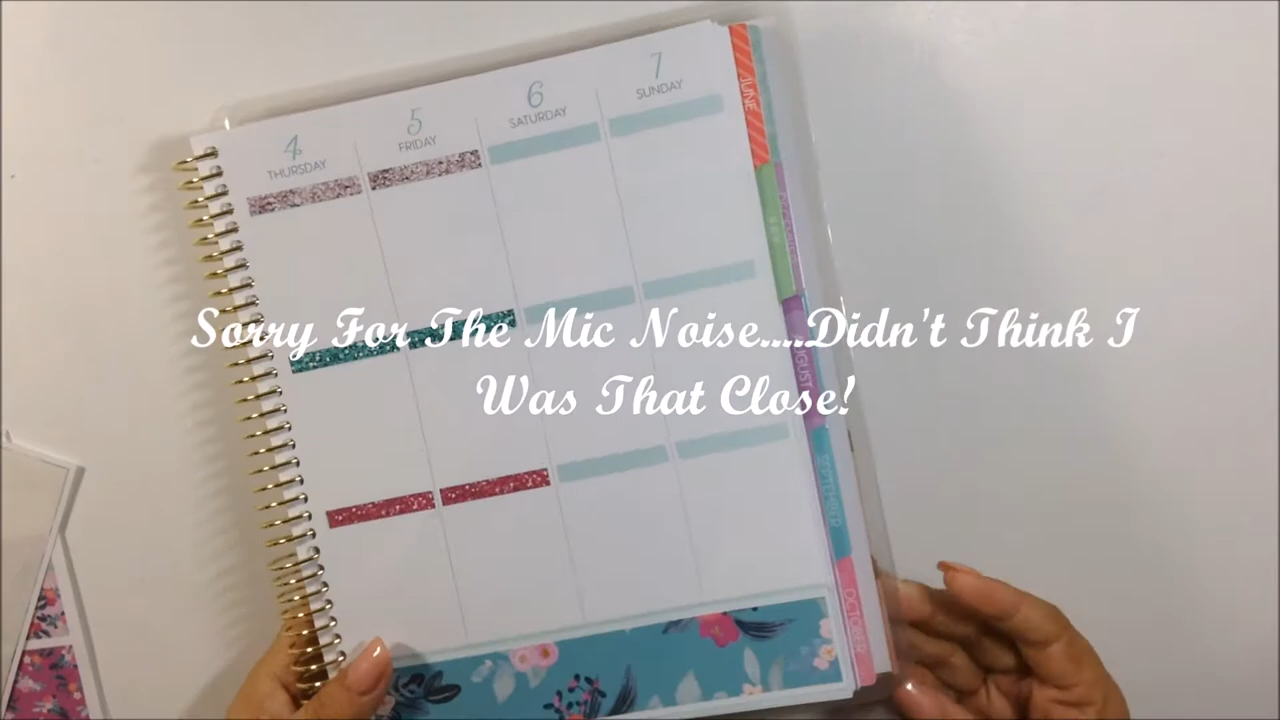 4
THURSDAY
5
FRIDAY
6
SATURDAY
7
SUNDAY
JUNE
Sorry For The Mic Noise....Didn't Think I
Was That Close!
AUGUST
SEPTEMBER
OCTOBER